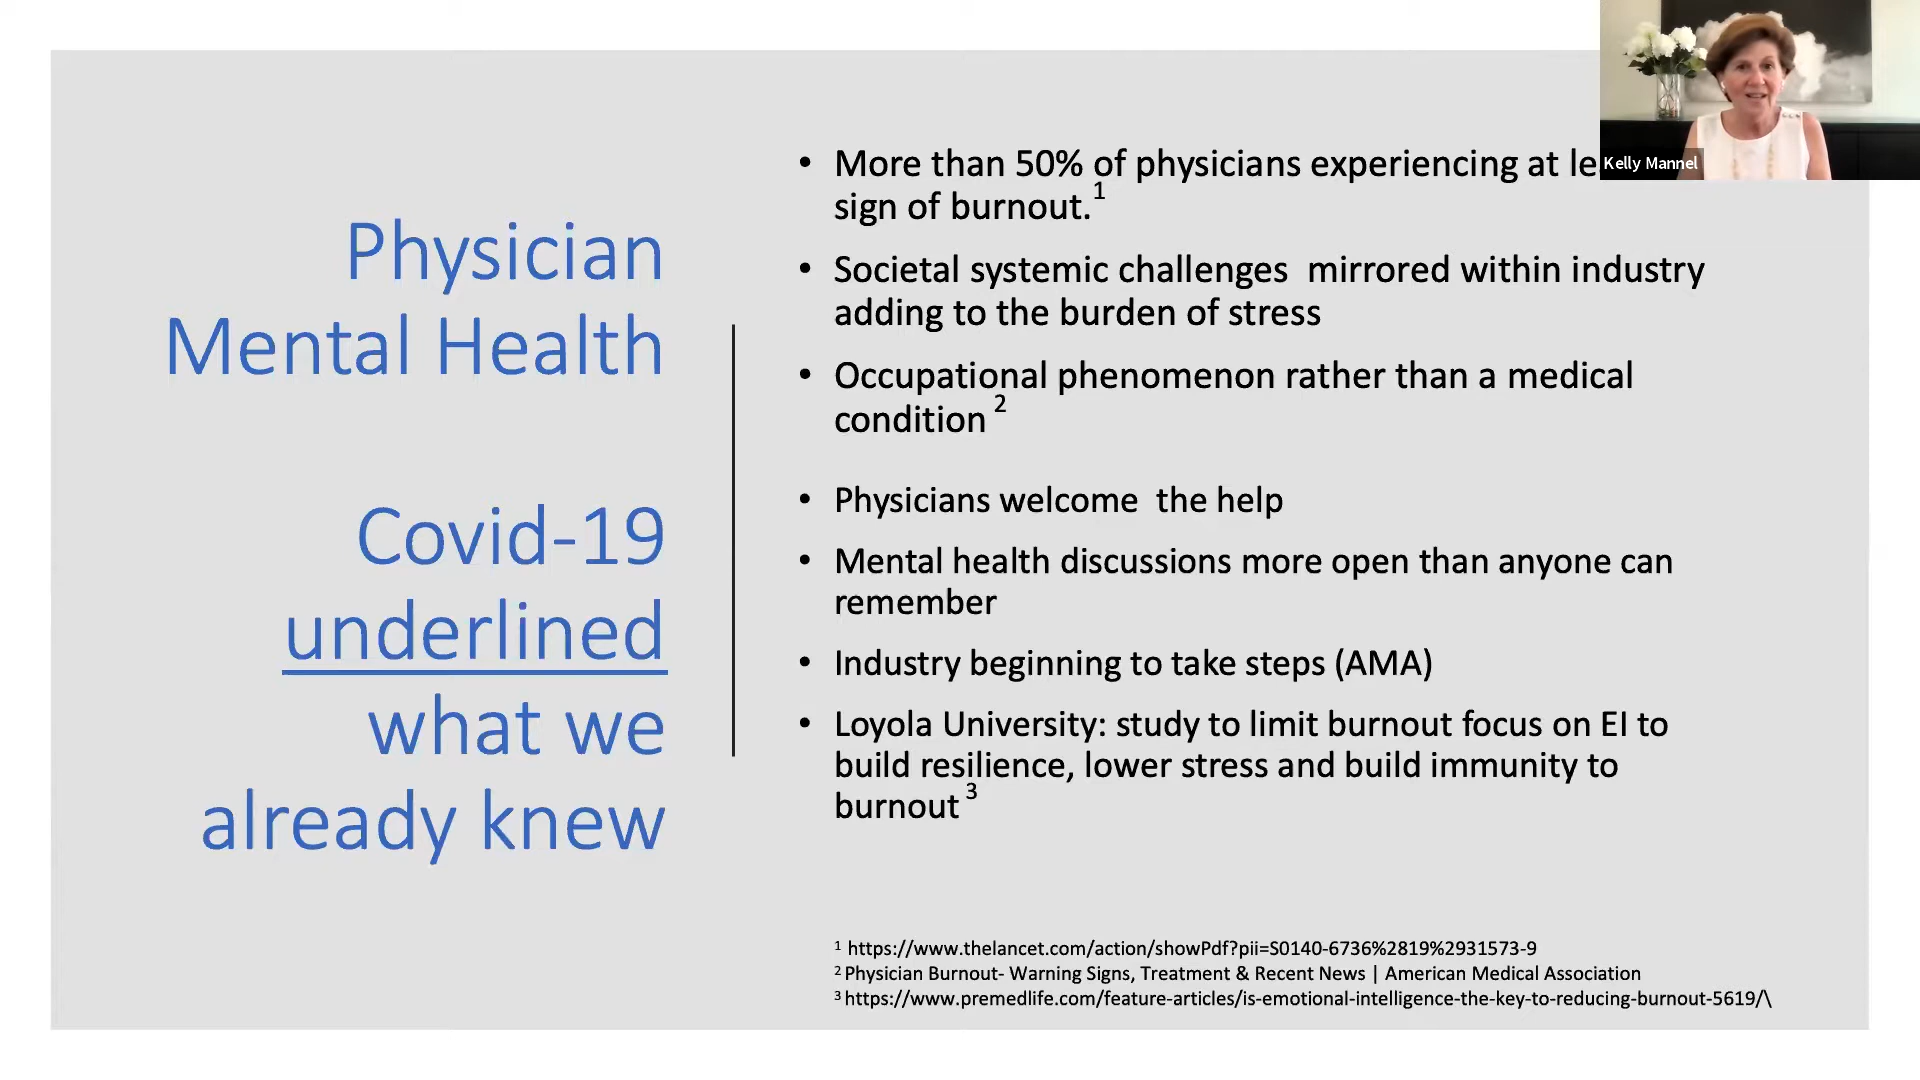 Physician
Mental Health
Covid-19
underlined
what we
already knew
• More than 50% of physicians experiencing at
sign of burnout.1
• Societal systemic challenges  mirrored within industry
adding to the burden of stress
• Occupational phenomenon rather than a medical
condition 2
• Physicians welcome  the help
• Mental health discussions more open than anyone can
remember
• Industry beginning to take steps (AMA)
• Loyola University: study to limit burnout focus on EI to
build resilience, lower stress and build immunity to
burnout 3
1 https://www.thelancet.com/action/showPdf?pii=S0140-6736%2819%2931573-9
2 Physician Burnout- Warning Signs, Treatment & Recent News | American Medical Association
3 https://www.premedlife.com/feature-articles/is-emotional-intelligence-the-key-to-reducing-burnout-5619/\
Kelly Mannel